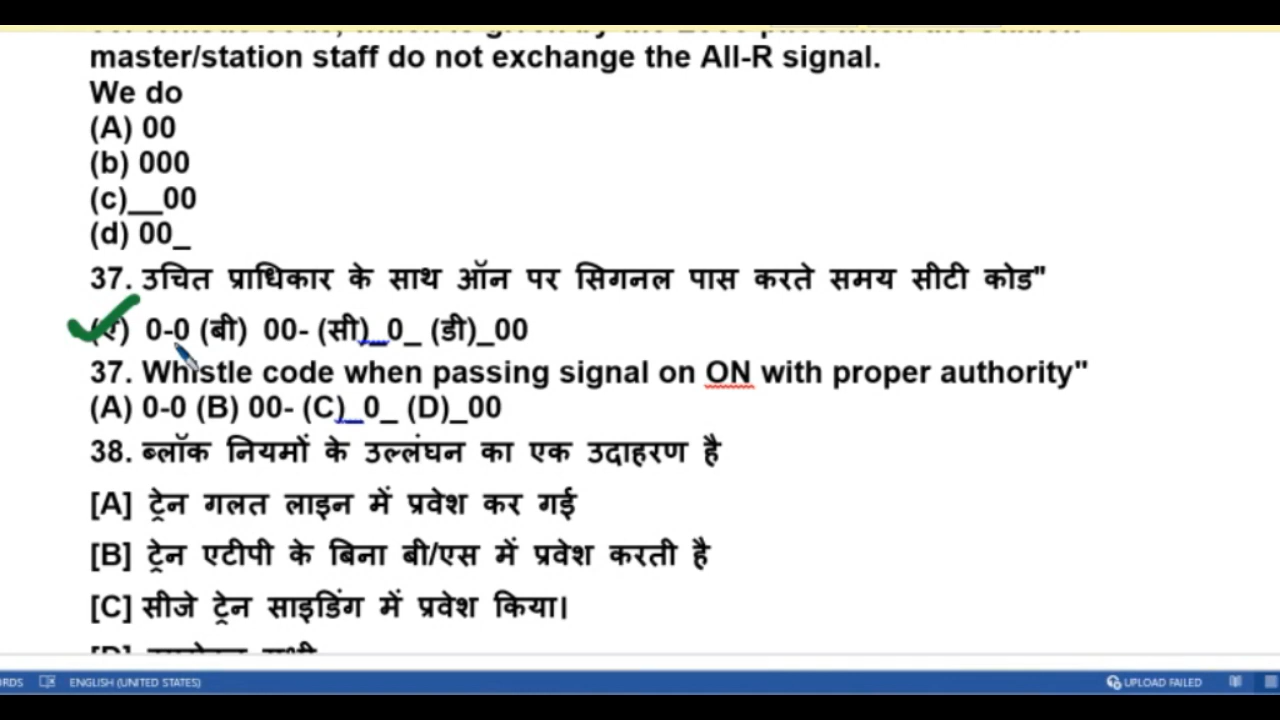 master/station staff do not exchange the All-R signal.
We do
(A) 00
(b) 000
(c)__00
(d) 00_
37. उचित प्राधिकार के साथ ऑन पर सिगनल पास करते समय सीटी कोड"
(ए) 0-0 (बी) 00- (सी)_0_ (डी)_00
37. Whistle code when passing signal on ON with proper authority"
(A) 0-0 (B) 00- (C)_0_ (D)_00
38. ब्लॉक नियमों के उल्लंघन का एक उदाहरण है
[A] ट्रेन गलत लाइन में प्रवेश कर गई
[B] ट्रेन एटीपी के बिना बी/एस में प्रवेश करती है
[C] सीजे ट्रेन साइडिंग में प्रवेश किया।
ENGLISH (UNITED STATES) UPLOAD FAILED